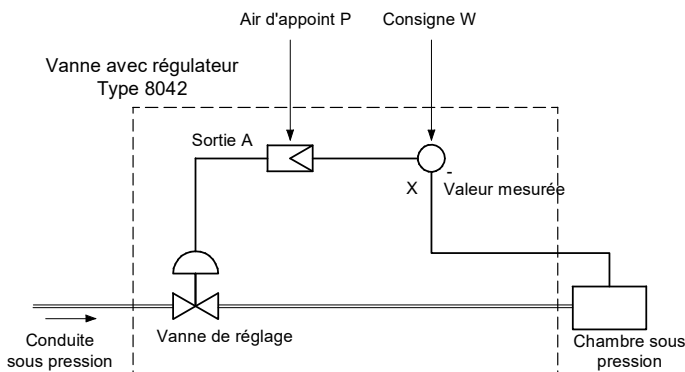 Air d'appoint P
Consigne W
Vanne avec régulateur
Type 8042
Sortie A
-
X
Valeur mesurée
Vanne de réglage
Conduite
sous pression
Chambre sous
pression